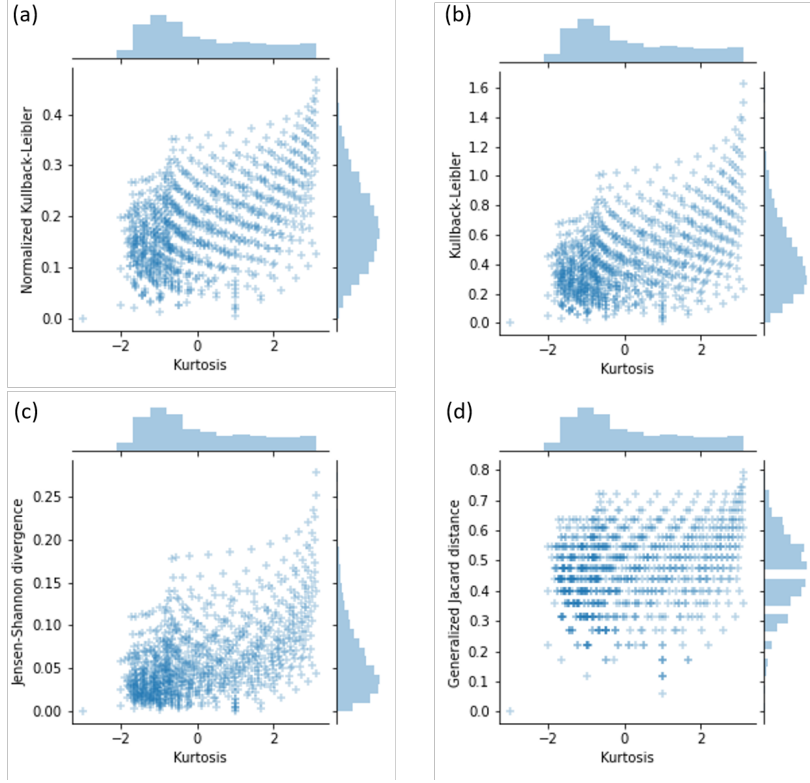 (a)
Normalized Kullback-Leibler
0.4
0.3
0.2
0.1
0.0
−2 0 2
Kurtosis
(b)
Kullback-Leibler
1.6
1.4
1.2
1.0
0.8
0.6
0.4
0.2
0.0
−2 0 2
Kurtosis
(c)
Jensen-Shannon divergence
0.25
0.20
0.15
0.10
0.05
0.00
−2 0 2
Kurtosis
(d)
Generalized Jacard distance
0.8
0.7
0.6
0.5
0.4
0.3
0.2
0.1
0.0
−2 0 2
Kurtosis